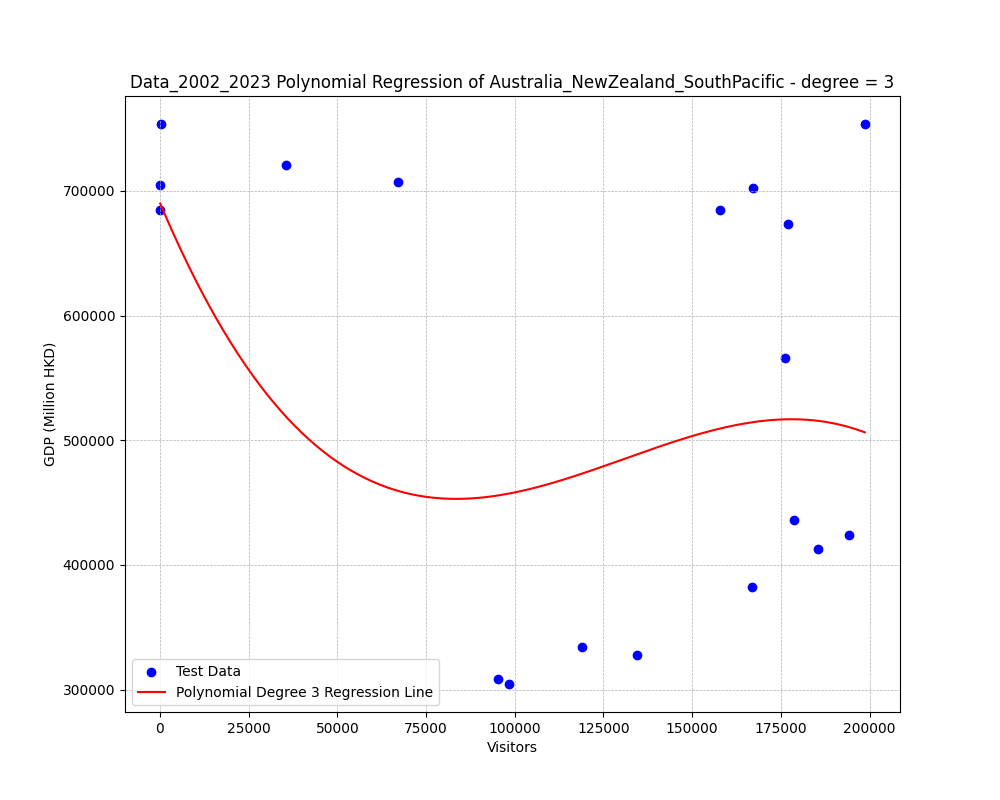 Data_2002_2023 Polynomial Regression of Australia_NewZealand_SouthPacific - degree = 3
GDP (Million HKD)
700000
600000
500000
400000
300000
Test Data
Polynomial Degree 3 Regression Line
0 25000 50000 75000 100000 125000 150000 175000 200000
Visitors